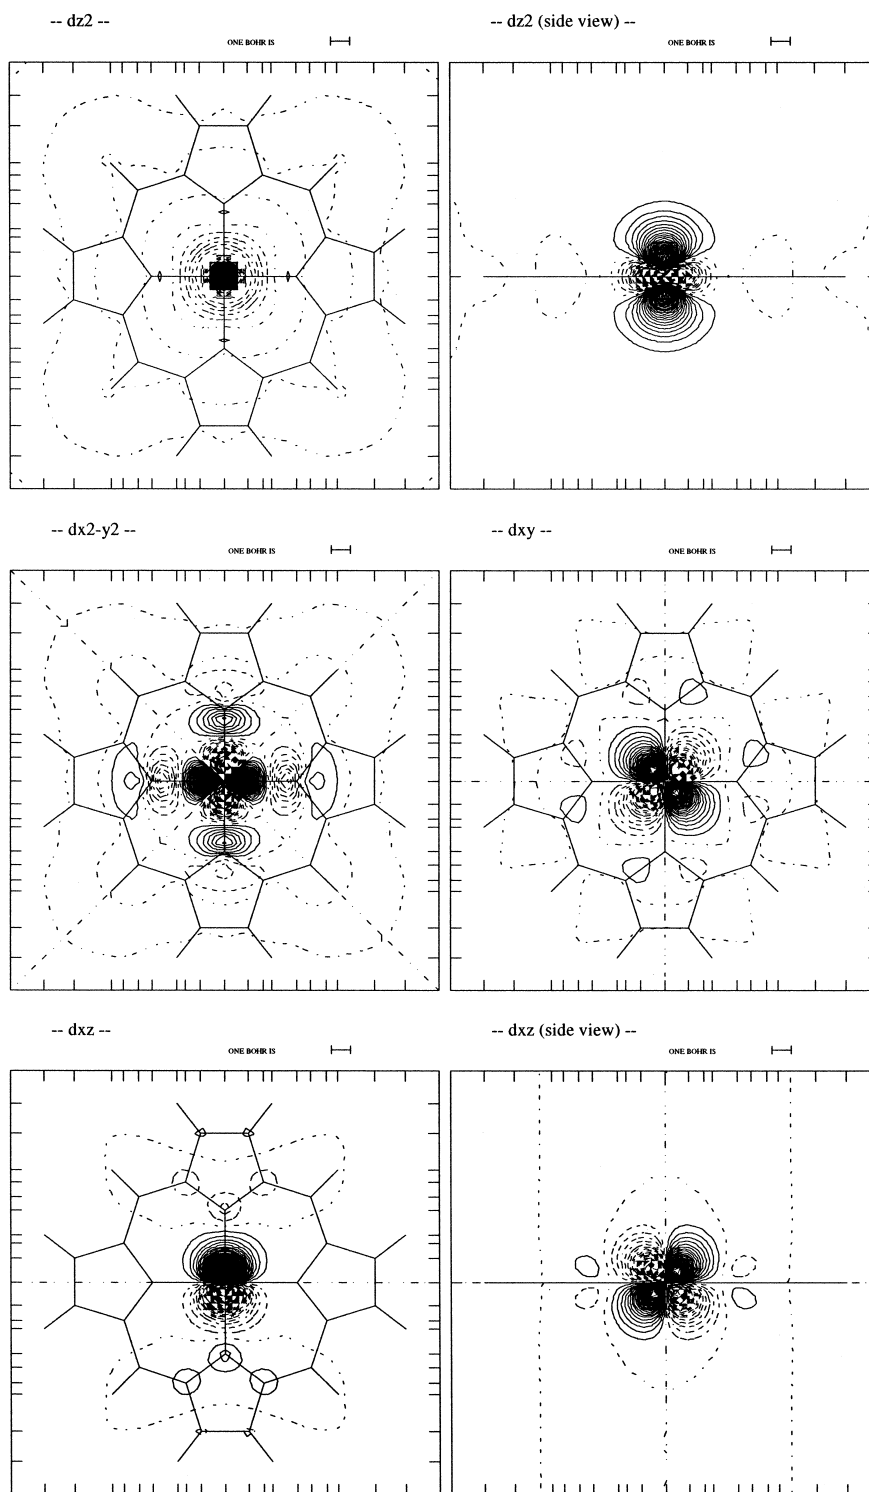 -- dz2 --
ONE BOHR IS
-- dz2 (side view) --
ONE BOHR IS
-- dx2-y2 --
ONE BOHR IS
-- dxy --
ONE BOHR IS
-- dxz --
ONE BOHR IS
-- dxz (side view) --
ONE BOHR IS